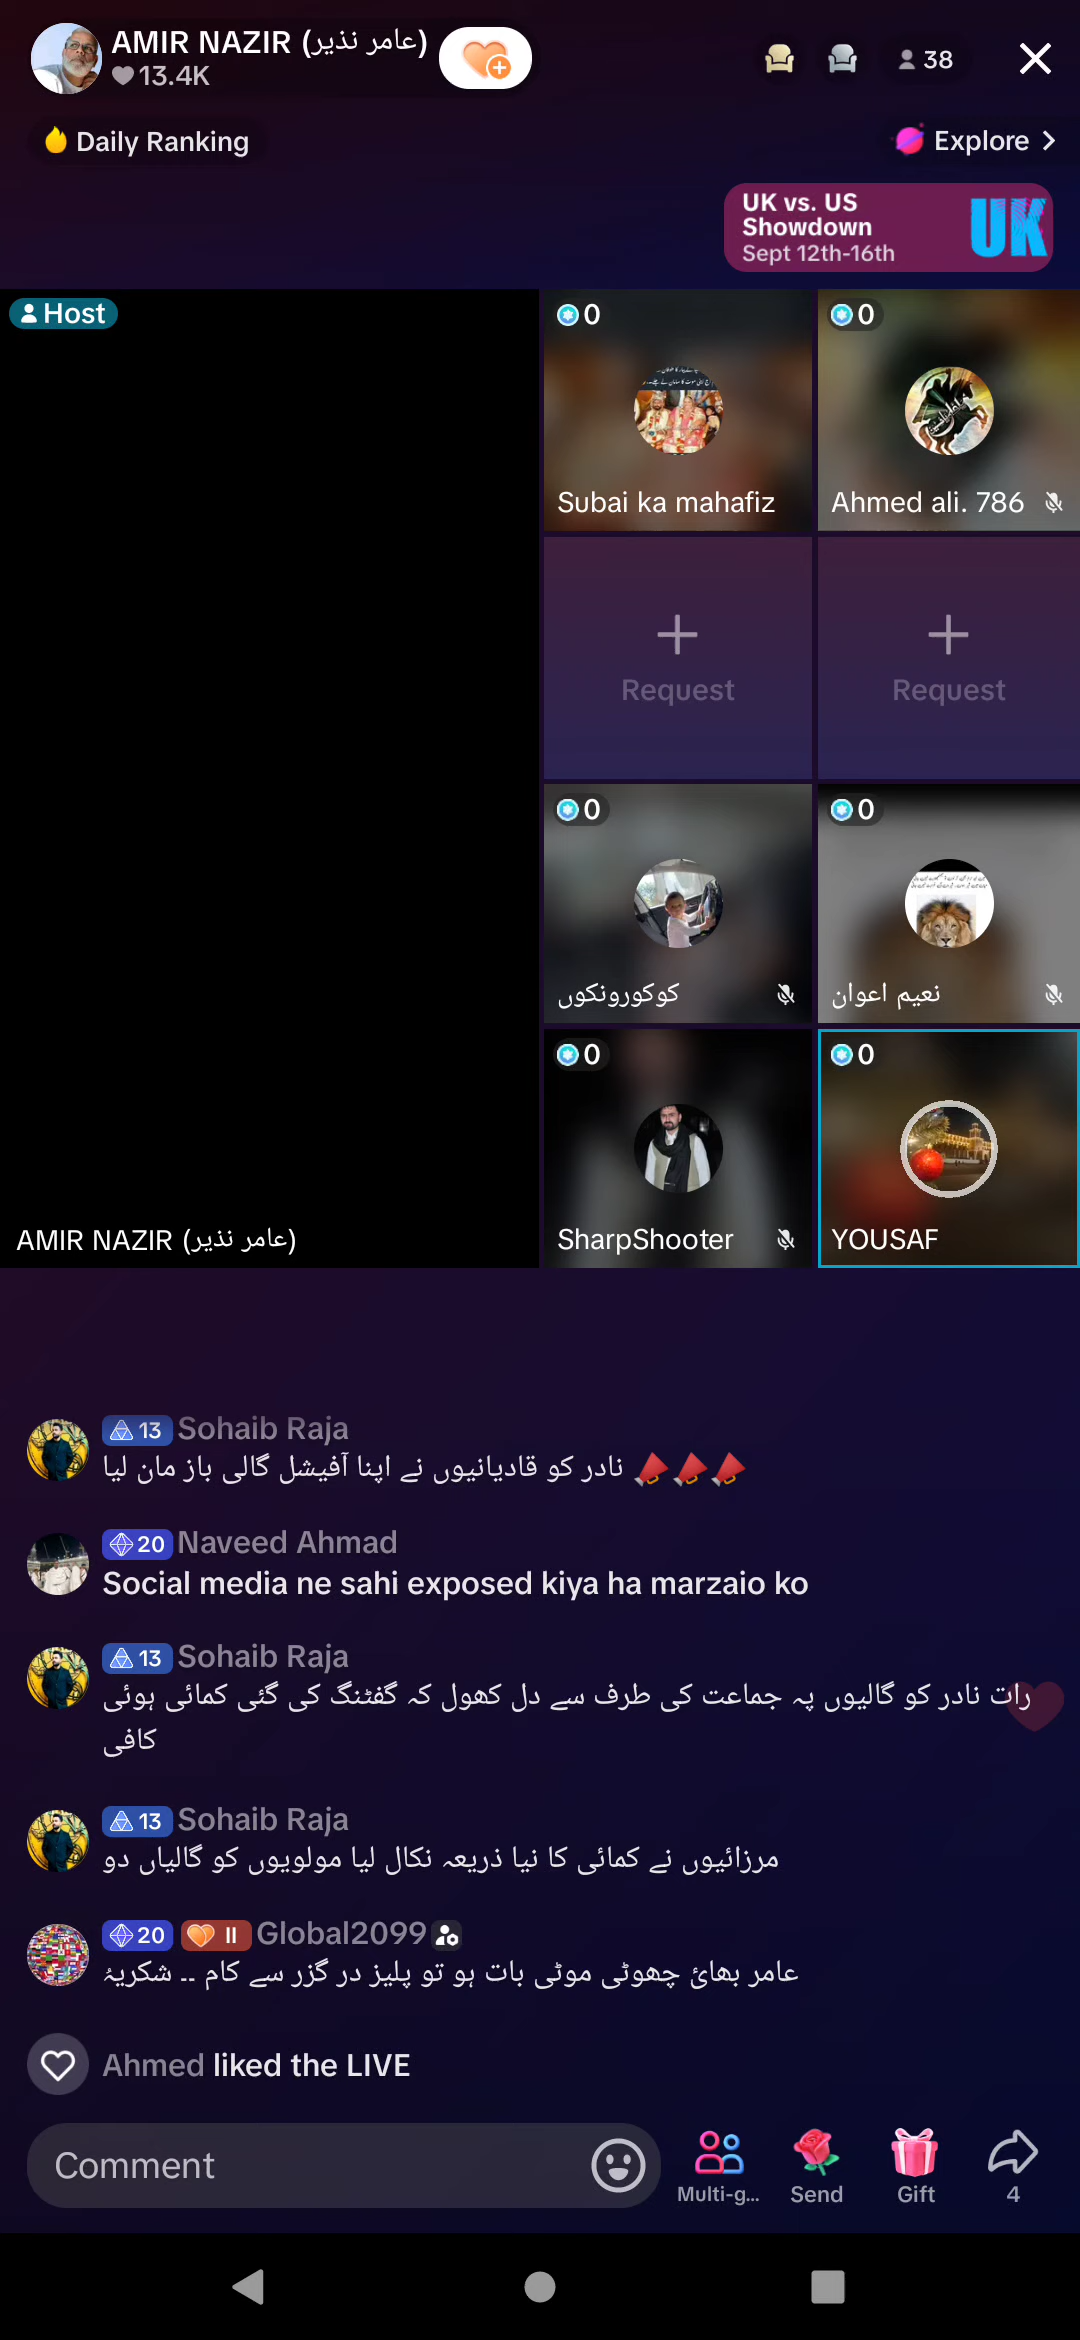 AMIR NAZIR (عامر نذیر)
13.4K
38
Daily Ranking
Explore
UK vs. US
Showdown
Sept 12th-16th
UK
Host
0
0
Subai ka mahafiz
Ahmed ali. 786
Request
Request
0
0
کوکورونکوں
نعیم اعوان
0
0
AMIR NAZIR (عامر نذیر)
SharpShooter
YOUSAF
13 Sohaib Raja
نادر کو قادیانیوں نے اپنا آفیشل گالی باز مان لیا 📣📣📣
20 Naveed Ahmad
Social media ne sahi exposed kiya ha marzaio ko
13 Sohaib Raja
رات نادر کو گالیوں پہ جماعت کی طرف سے دل کھول کہ گفٹنگ کی گئی کمائی ہوئی
کافی
13 Sohaib Raja
مرزائیوں نے کمائی کا نیا ذریعہ نکال لیا مولویوں کو گالیاں دو
20 II Global2099
عامر بھائ چھوٹی موٹی بات ہو تو پلیز در گزر سے کام ۔۔ شکریۂ
Ahmed liked the LIVE
Comment
Multi-g...
Send
Gift
4